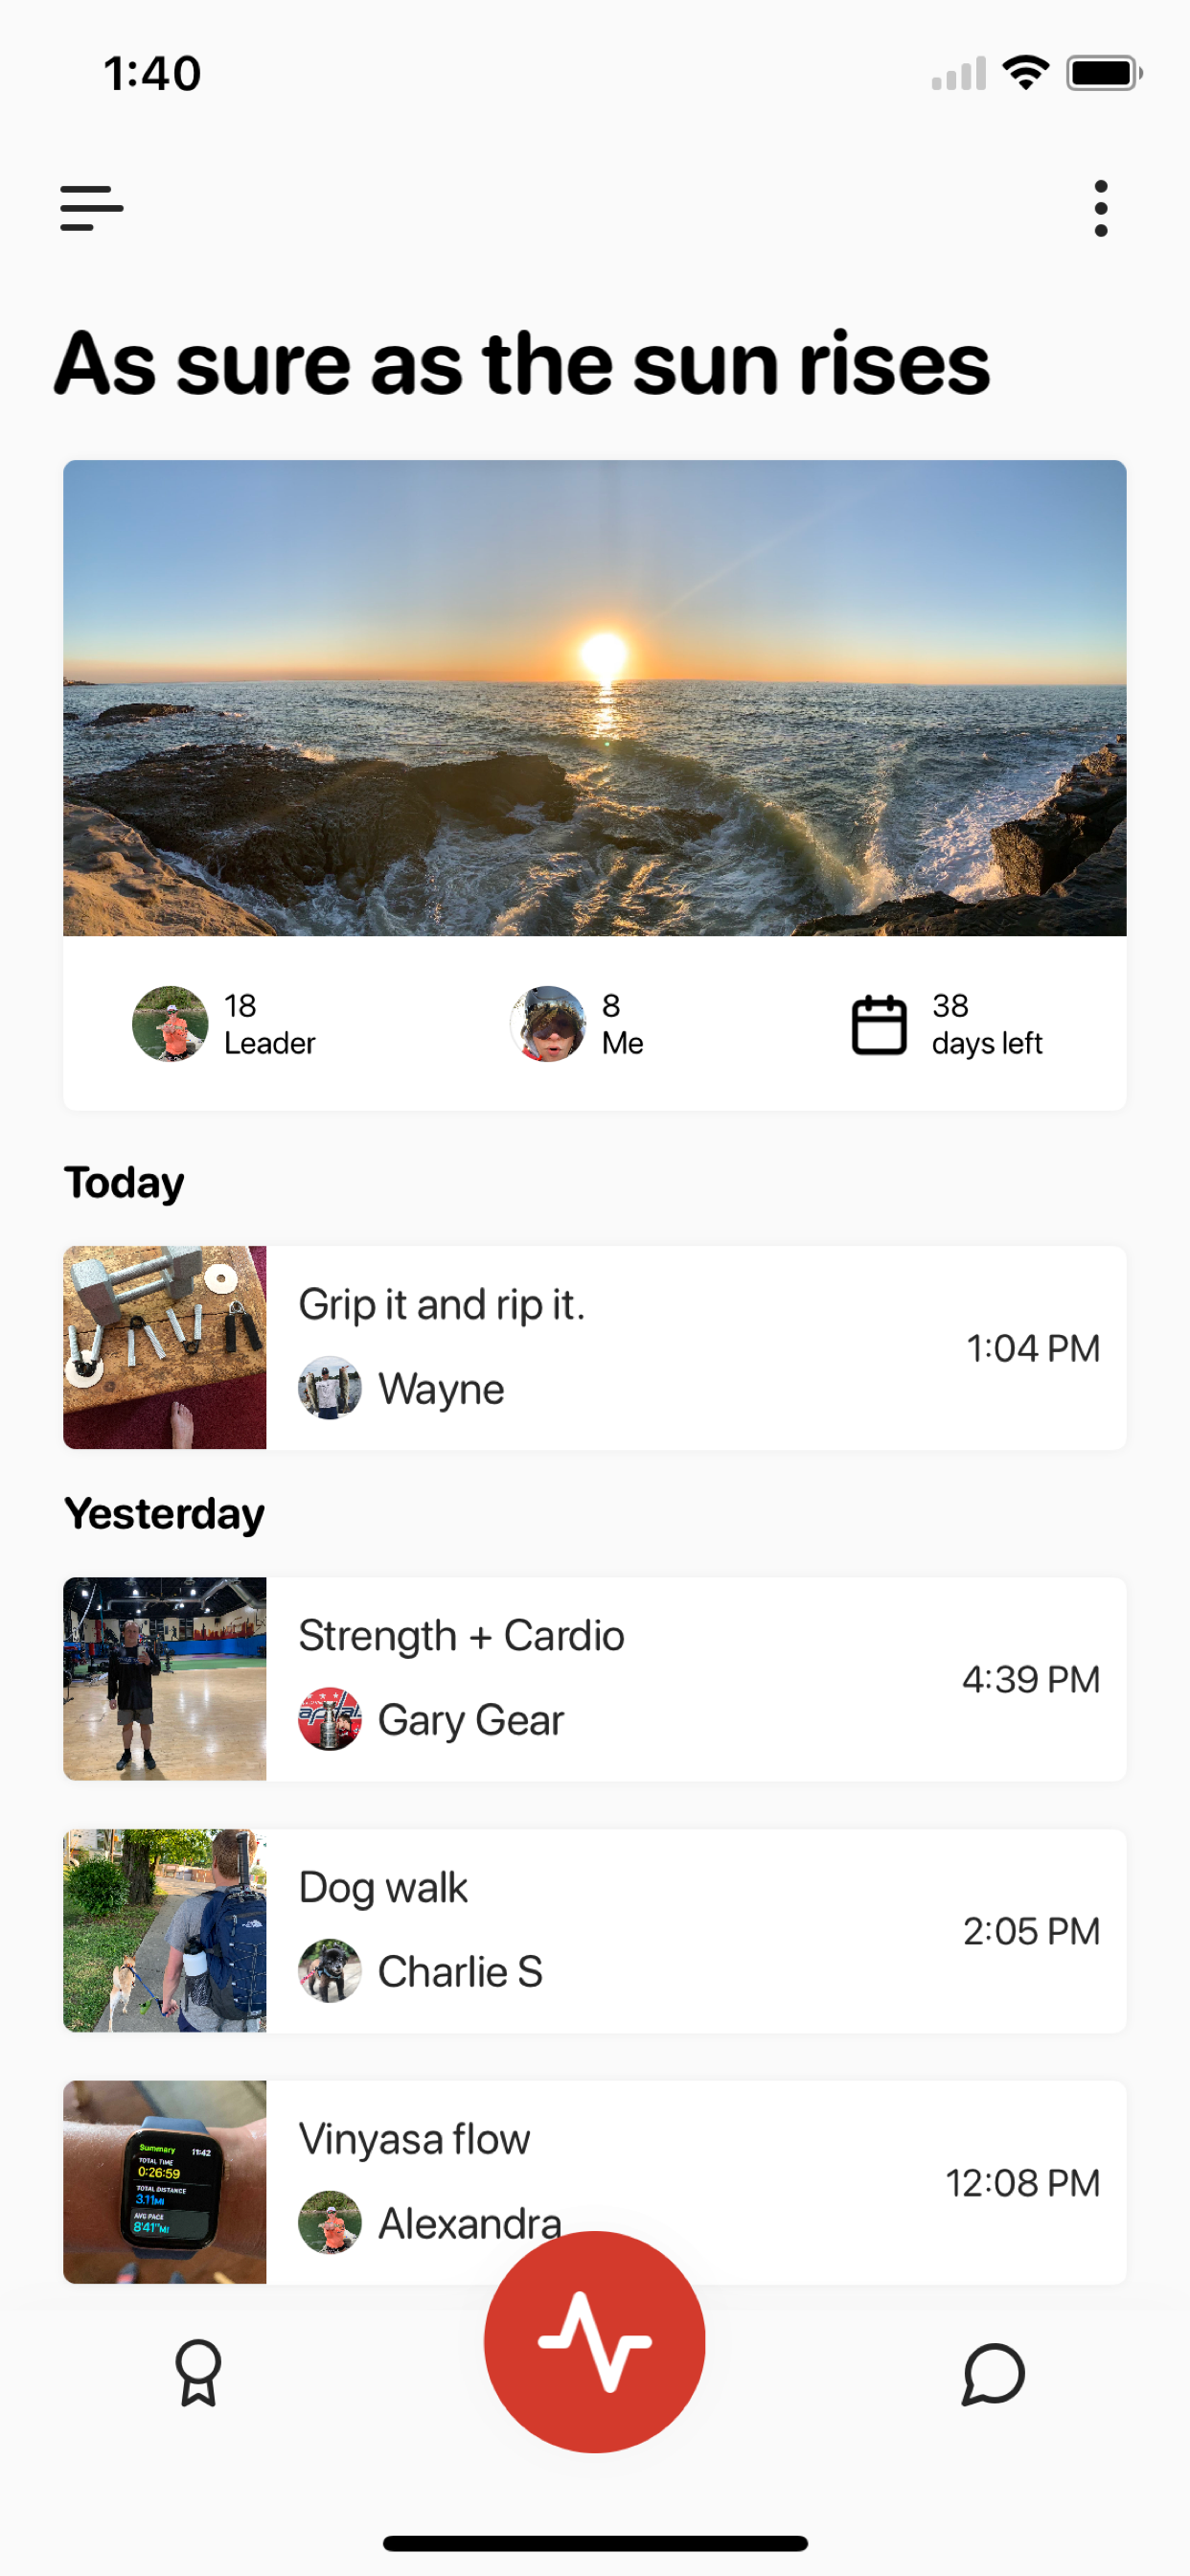 1:40
As sure as the sun rises
18
Leader
8
Me
38
days left
Today
Grip it and rip it.
1:04 PM
Wayne
Yesterday
Strength + Cardio
4:39 PM
apital
Gary Gear
Dog walk
2:05 PM
Charlie S
Summary 11:42
TOTAL TIME
0:26:59
TOTAL DISTANCE
3.11MI
AVG PACE
8'41"MI
Vinyasa flow
12:08 PM
Alexandra